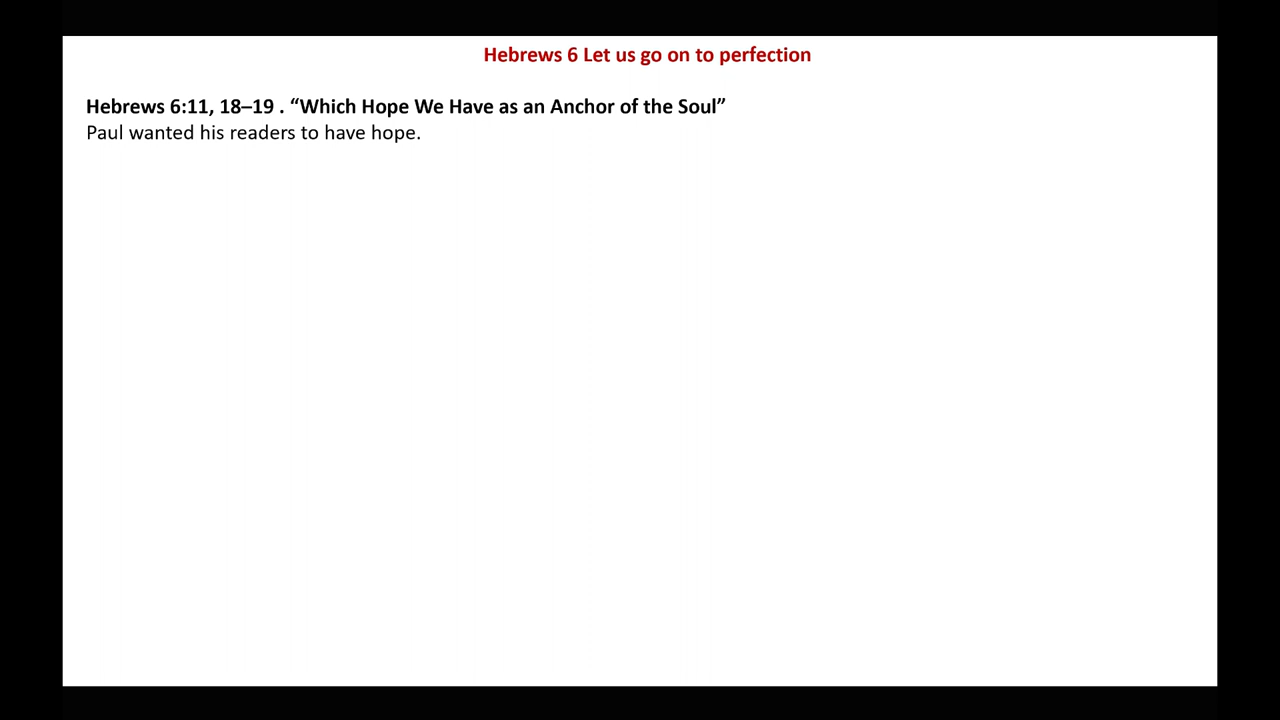 Hebrews 6 Let us go on to perfection
Hebrews 6:11, 18–19 . “Which Hope We Have as an Anchor of the Soul”
Paul wanted his readers to have hope.